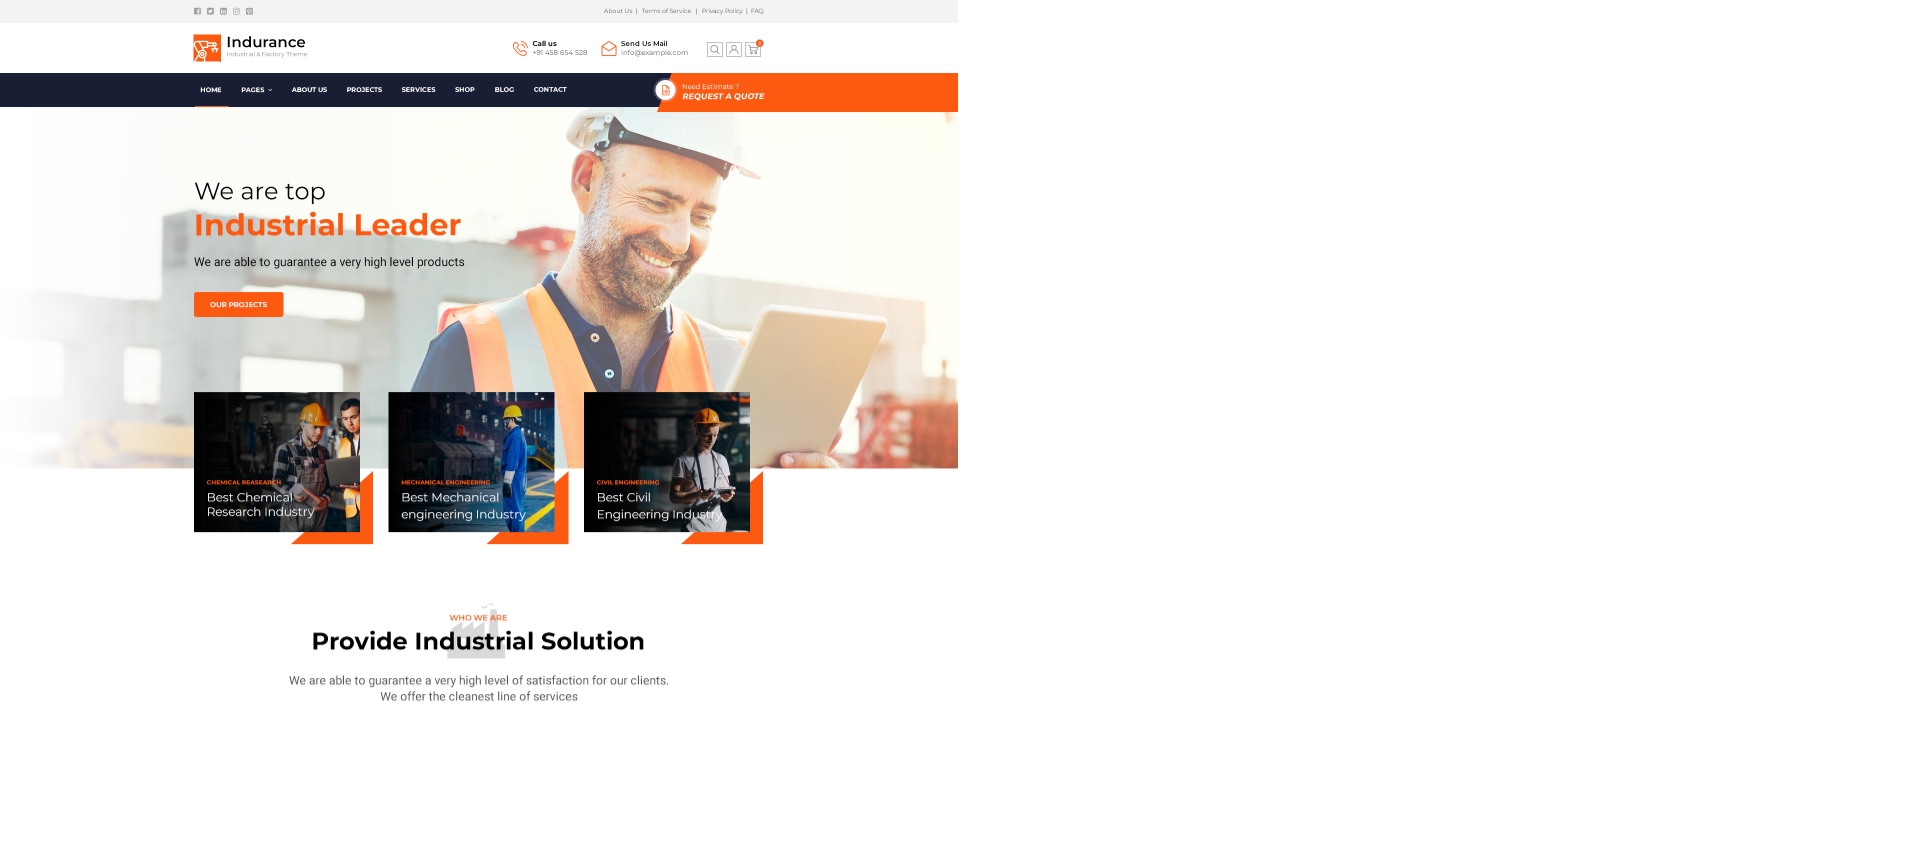 About Us | Terms of Service | Privacy Policy | FAQ
Indurance
Industrial & Factory Theme
Call us
+91 458 654 528
Send Us Mail
info@example.com
HOME PAGES ABOUT US PROJECTS SERVICES SHOP BLOG CONTACT
Need Estimate ?
REQUEST A QUOTE
We are top
Industrial Leader
We are able to guarantee a very high level products
OUR PROJECTS
CHEMICAL REASEARCH
Best Chemical
Research Industry
MECHANICAL ENGINEERING
Best Mechanical
engineering Industry
CIVIL ENGINEERING
Best Civil
Engineering Industry
WHO WE ARE
Provide Industrial Solution
We are able to guarantee a very high level of satisfaction for our clients.
We offer the cleanest line of services